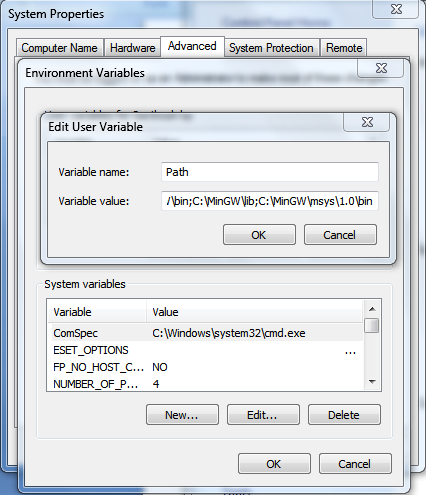 System Properties
Computer Name Hardware Advanced System Protection Remote
Environment Variables
Edit User Variable
Variable name: Path
Variable value: /\bin;C:\MinGW\lib;C:\MinGW\msys\1.0\bin
OK Cancel
System variables
Variable Value
ComSpec C:\Windows\system32\cmd.exe
ESET_OPTIONS ...
FP_NO_HOST_C... NO
NUMBER_OF_P... 4
New... Edit... Delete
OK Cancel